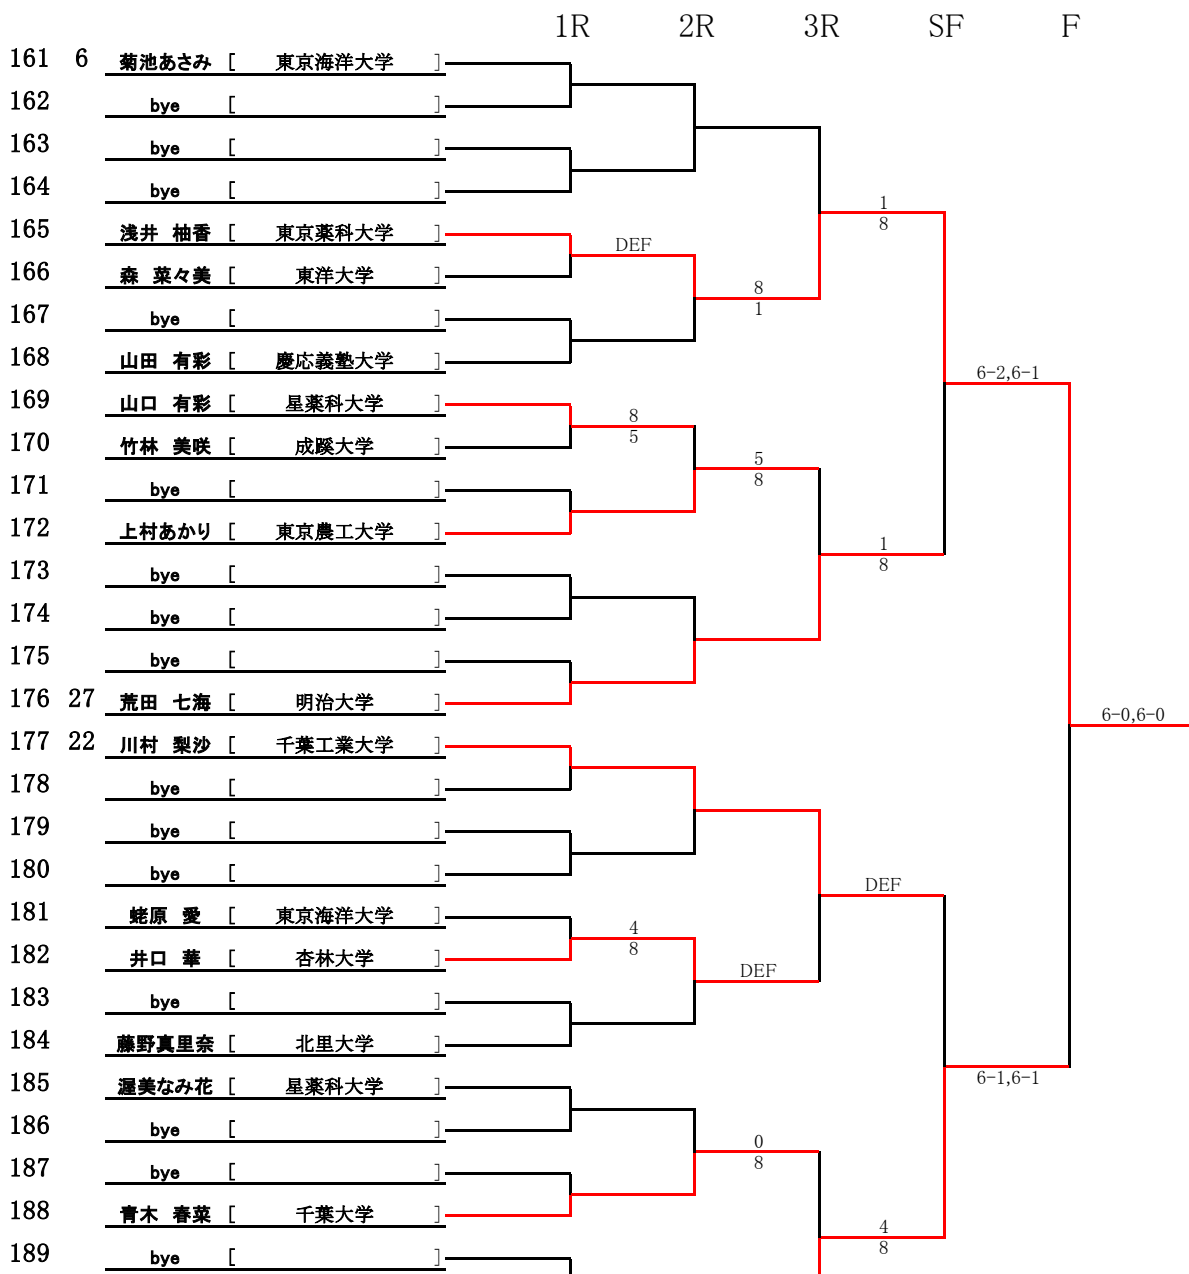 1R 2R 3R SF F
161 6 菊池あさみ [ 東京海洋大学 ]
162 bye [ ]
163 bye [ ]
164 bye [ ]
1
8
165 浅井 柚香 [ 東京薬科大学 ]
DEF
166 森 菜々美 [ 東洋大学 ]
8
1
167 bye [ ]
168 山田 有彩 [ 慶応義塾大学 ]
6-2,6-1
169 山口 有彩 [ 星薬科大学 ]
8
5
170 竹林 美咲 [ 成蹊大学 ]
5
8
171 bye [ ]
172 上村あかり [ 東京農工大学 ]
1
8
173 bye [ ]
174 bye [ ]
175 bye [ ]
176 27 荒田 七海 [ 明治大学 ]
6-0,6-0
177 22 川村 梨沙 [ 千葉工業大学 ]
178 bye [ ]
179 bye [ ]
180 bye [ ]
DEF
181 蛯原 愛 [ 東京海洋大学 ]
4
8
182 井口 華 [ 杏林大学 ]
DEF
183 bye [ ]
184 藤野真里奈 [ 北里大学 ]
6-1,6-1
185 渥美なみ花 [ 星薬科大学 ]
186 bye [ ]
0
8
187 bye [ ]
188 青木 春菜 [ 千葉大学 ]
4
8
189 bye [ ]